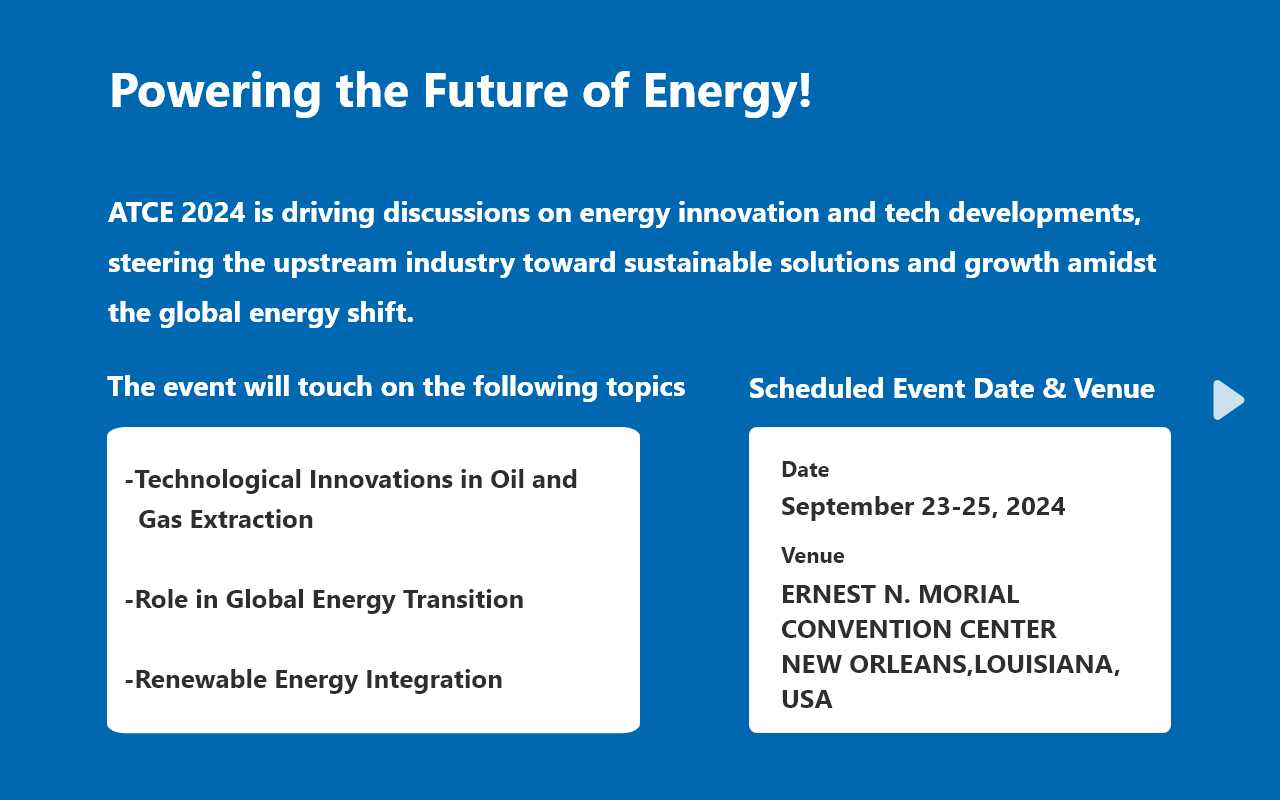 Powering the Future of Energy!
ATCE 2024 is driving discussions on energy innovation and tech developments,
steering the upstream industry toward sustainable solutions and growth amidst
the global energy shift.
The event will touch on the following topics
-Technological Innovations in Oil and
Gas Extraction
-Role in Global Energy Transition
-Renewable Energy Integration
Scheduled Event Date & Venue
Date
September 23-25, 2024
Venue
ERNEST N. MORIAL
CONVENTION CENTER
NEW ORLEANS,LOUISIANA,
USA